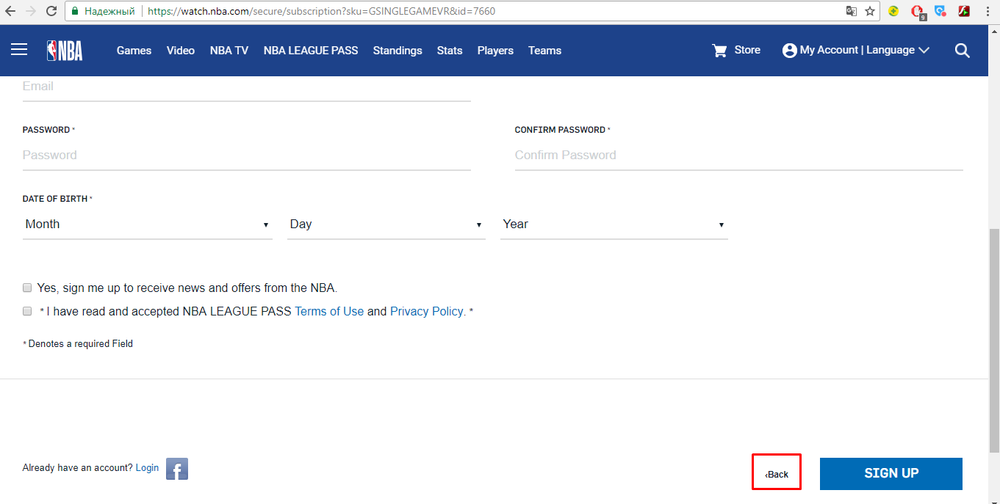 Надежный https://watch.nba.com/secure/subscription?sku=GSINGLEGAMEVR&id=7660
9
NBA Games Video NBA TV NBA LEAGUE PASS Standings Stats Players Teams Store My Account | Language
Email
PASSWORD * CONFIRM PASSWORD *
Password Confirm Password
DATE OF BIRTH *
Month Day Year
Yes, sign me up to receive news and offers from the NBA.
* I have read and accepted NBA LEAGUE PASS Terms of Use and Privacy Policy. *
* Denotes a required Field
Already have an account? Login f ‹Back SIGN UP